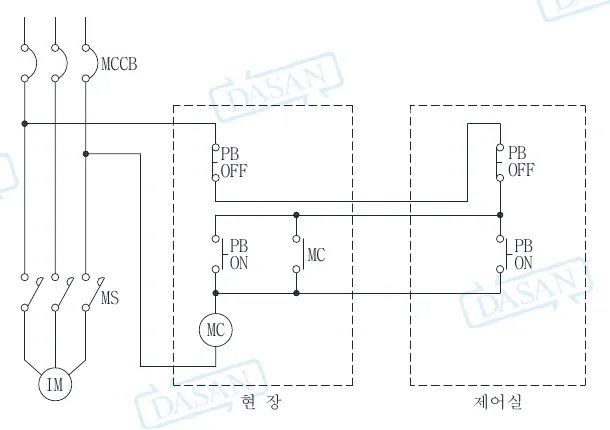 DASAN
MCCB
DASAN
PB
OFF
PB
OFF
PB
ON
MC
PB
ON
MS
DASAN
MC
IM
DASAN
현 장
제어실